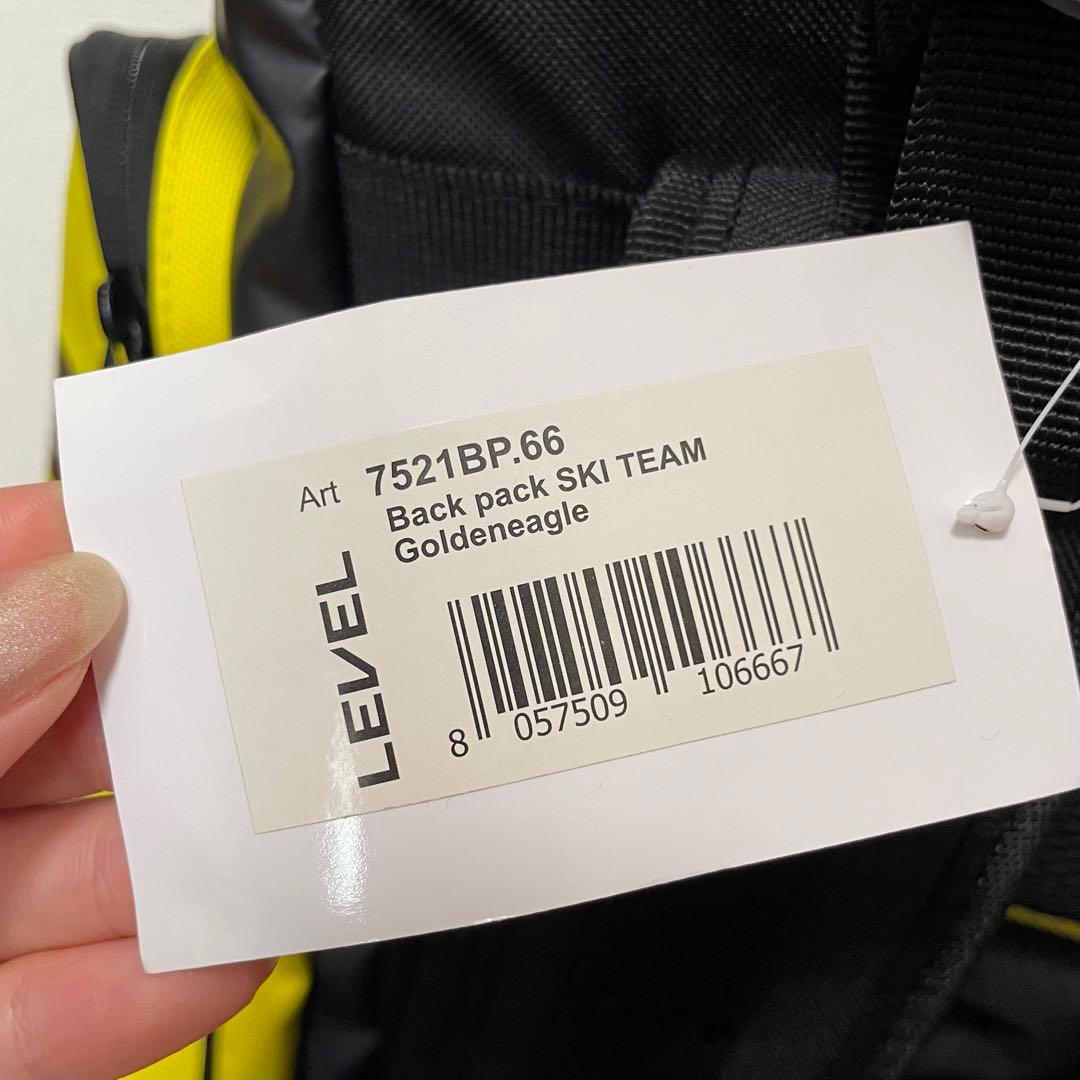 Art 7521BP.66
Back pack SKI TEAM
Goldeneagle
LEVEL
8 057509 106667